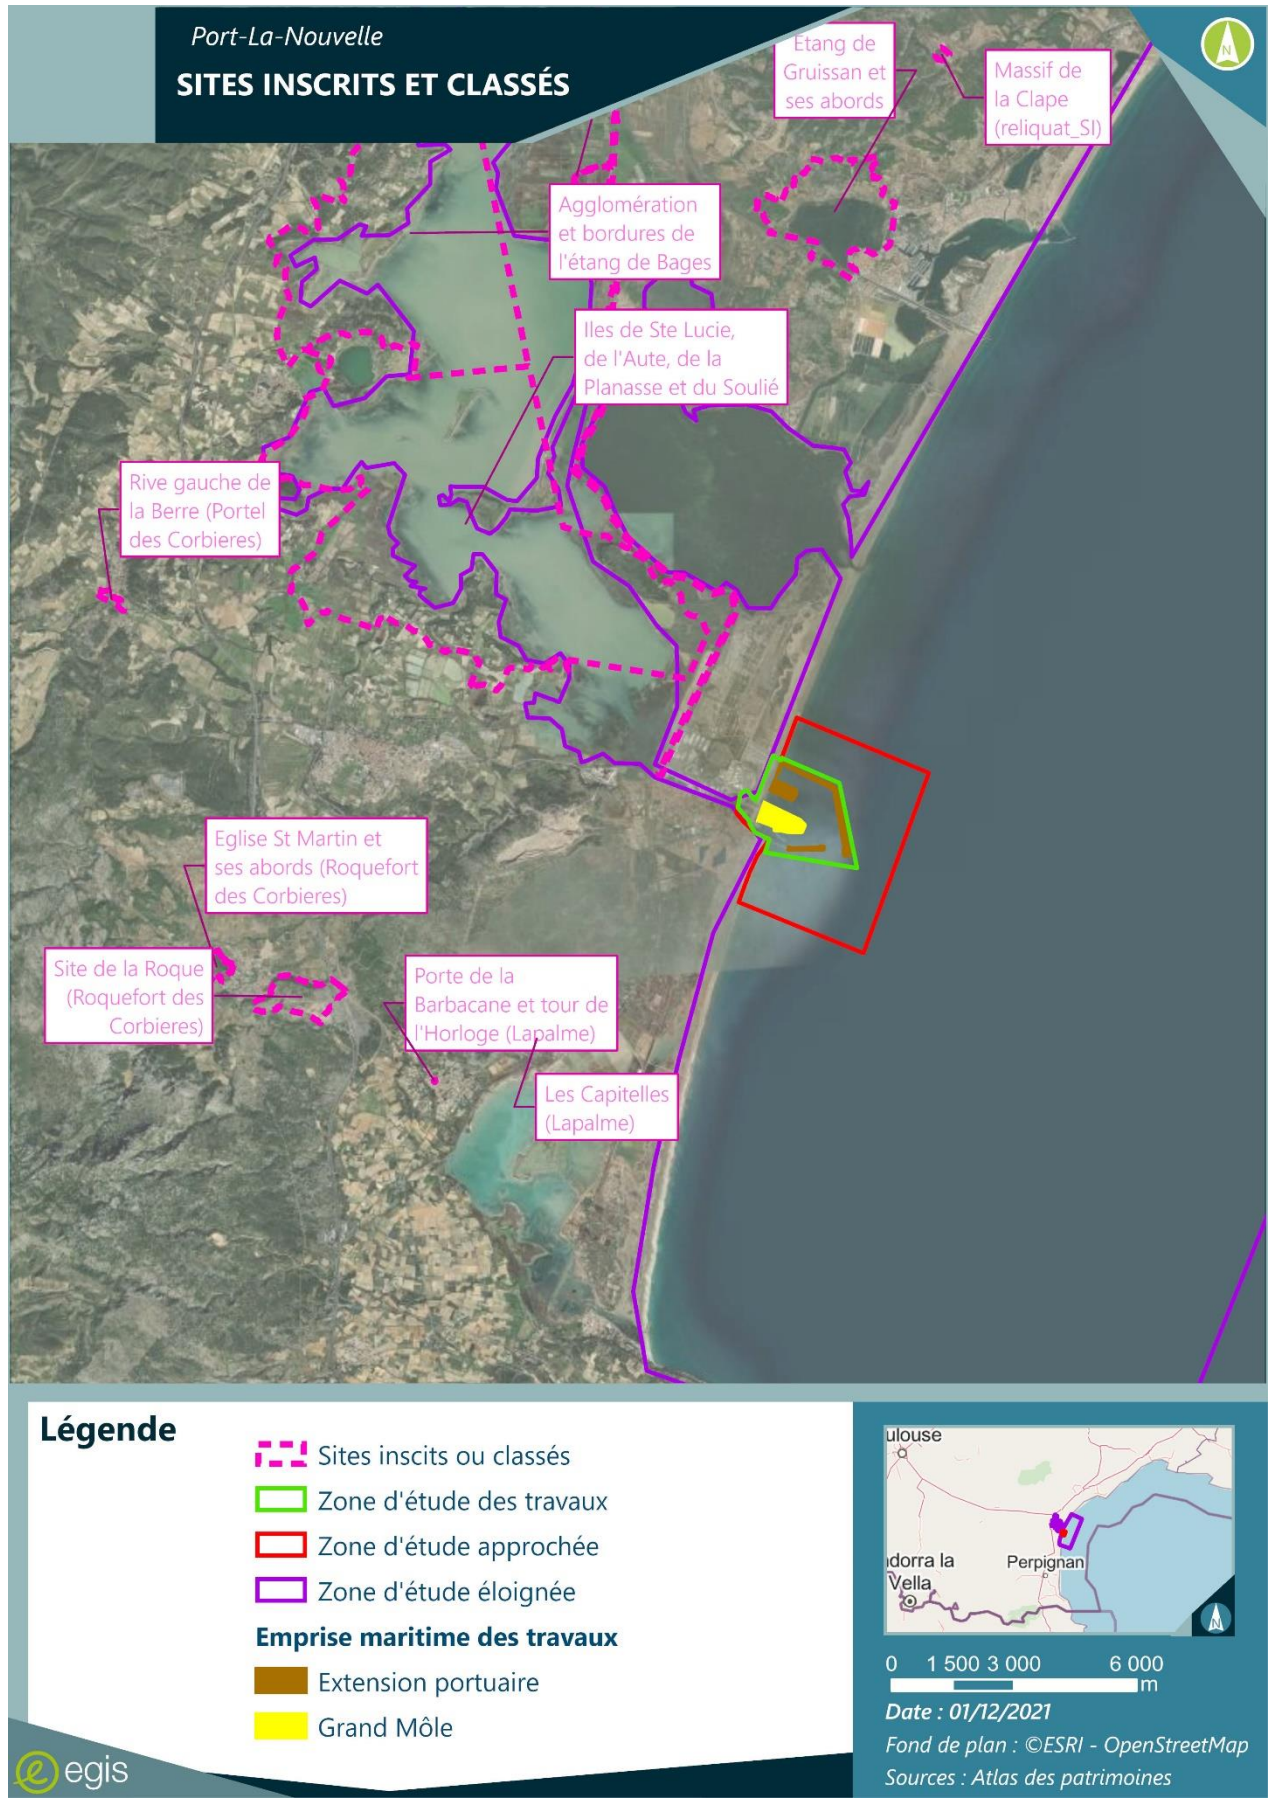 Port-La-Nouvelle
SITES INSCRITS ET CLASSÉS
N
Etang de
Gruissan et
ses abords
Massif de
la Clape
(reliquat_SI)
Agglomération
et bordures de
l'étang de Bages
Iles de Ste Lucie,
de l'Aute, de la
Planasse et du Soulié
Rive gauche de
la Berre (Portel
des Corbieres)
Eglise St Martin et
ses abords (Roquefort
des Corbieres)
Site de la Roque
(Roquefort des
Corbieres)
Porte de la
Barbacane et tour de
l'Horloge (Lapalme)
Les Capitelles
(Lapalme)
Légende
Sites inscits ou classés
Zone d'étude des travaux
Zone d'étude approchée
Zone d'étude éloignée
Emprise maritime des travaux
Extension portuaire
Grand Môle
egis
ulouse
dorra la
Vella
Perpignan
N
0 1 500 3 000 6 000
m
Date : 01/12/2021
Fond de plan : ©ESRI - OpenStreetMap
Sources : Atlas des patrimoines